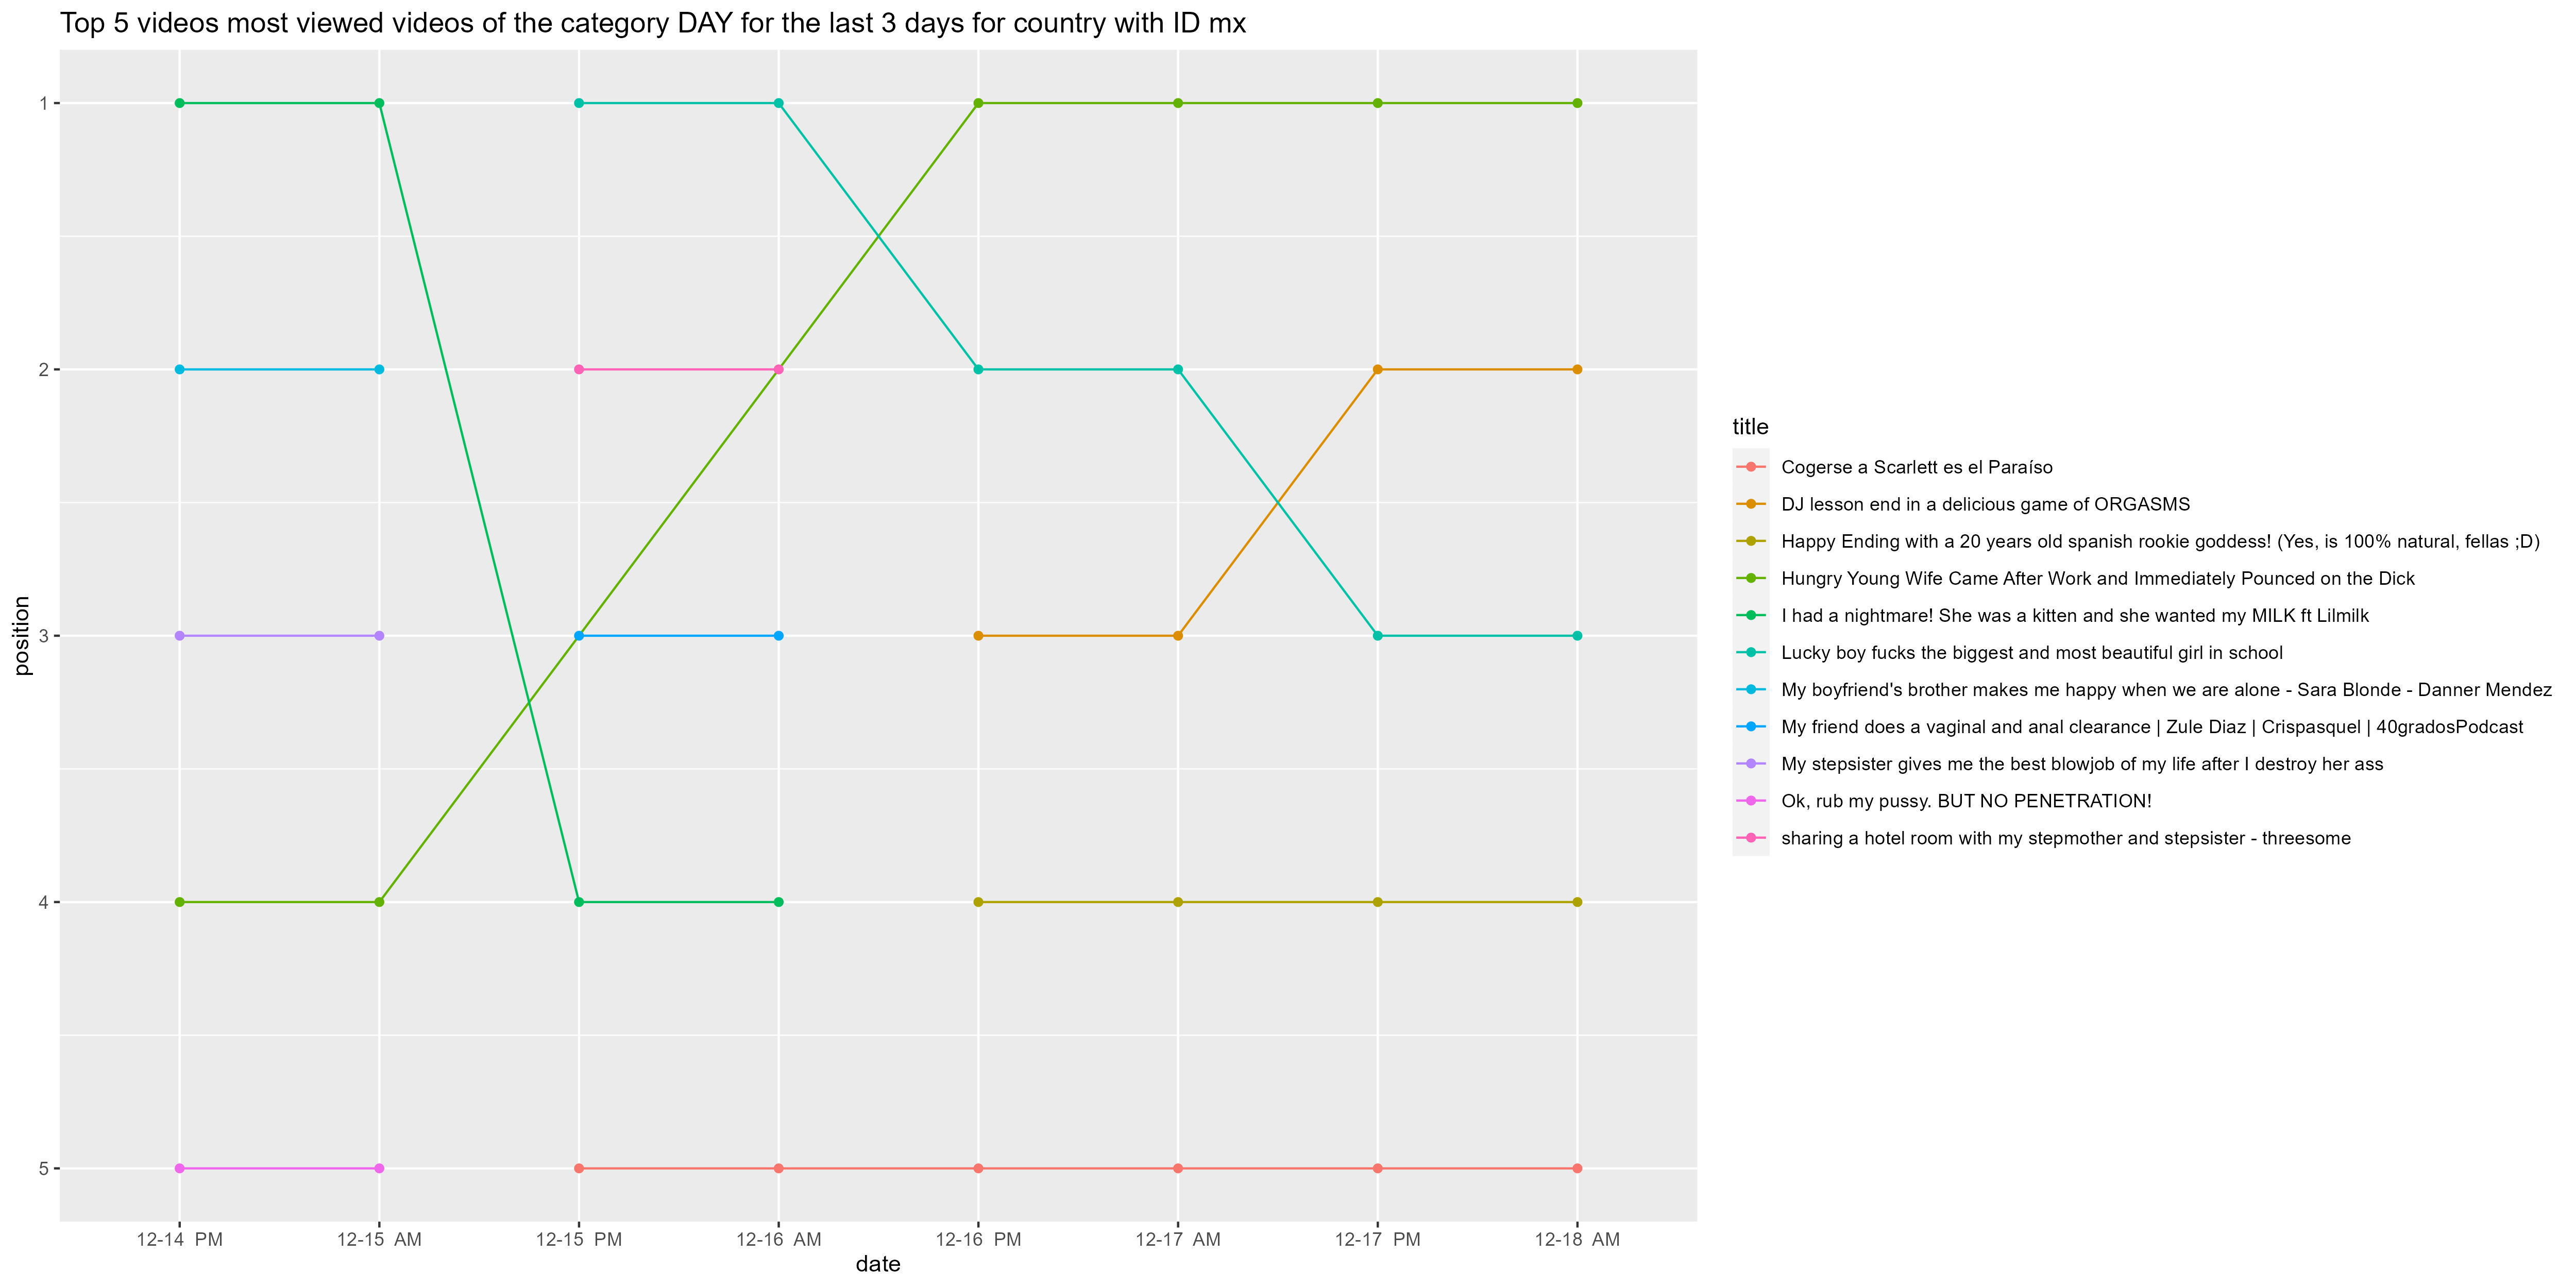 Top 5 videos most viewed videos of the category DAY for the last 3 days for country with ID mx
position
1
2
3
4
5
12-14 PM
12-15 AM
12-15 PM
12-16 AM
12-16 PM
12-17 AM
12-17 PM
12-18 AM
date
title
Cogerse a Scarlett es el Paraíso
DJ lesson end in a delicious game of ORGASMS
Happy Ending with a 20 years old spanish rookie goddess! (Yes, is 100% natural, fellas ;D)
Hungry Young Wife Came After Work and Immediately Pounced on the Dick
I had a nightmare! She was a kitten and she wanted my MILK ft Lilmilk
Lucky boy fucks the biggest and most beautiful girl in school
My boyfriend's brother makes me happy when we are alone - Sara Blonde - Danner Mendez
My friend does a vaginal and anal clearance | Zule Diaz | Crispasquel | 40gradosPodcast
My stepsister gives me the best blowjob of my life after I destroy her ass
Ok, rub my pussy. BUT NO PENETRATION!
sharing a hotel room with my stepmother and stepsister - threesome